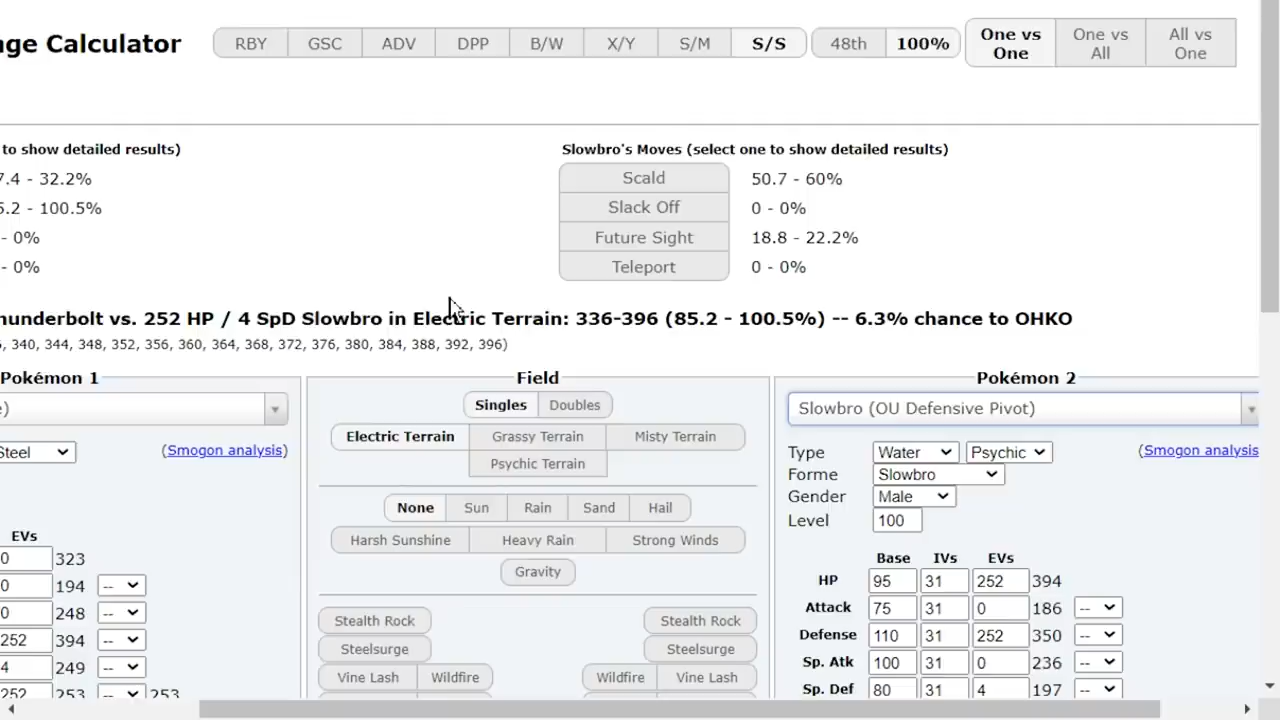 age Calculator RBY GSC ADV DPP B/W X/Y S/M S/S 48th 100% One vs One One vs All All vs One
to show detailed results) Slowbro's Moves (select one to show detailed results)
7.4 - 32.2% Scald 50.7 - 60%
5.2 - 100.5% Slack Off 0 - 0%
- 0% Future Sight 18.8 - 22.2%
- 0% Teleport 0 - 0%
hunderbolt vs. 252 HP / 4 SpD Slowbro in Electric Terrain: 336-396 (85.2 - 100.5%) -- 6.3% chance to OHKO
, 340, 344, 348, 352, 356, 360, 364, 368, 372, 376, 380, 384, 388, 392, 396)
Pokémon 1 Field Pokémon 2
Singles Doubles
e) Slowbro (OU Defensive Pivot)
Electric Terrain Grassy Terrain Misty Terrain
Psychic Terrain
Steel (Smogon analysis) Type Water Psychic (Smogon analysis
Forme Slowbro
Gender Male
Level 100
None Sun Rain Sand Hail
Harsh Sunshine Heavy Rain Strong Winds
Gravity
EVs Base IVs EVs
0 323 HP 95 31 252 394
0 194 -- Attack 75 31 0 186 --
0 248 -- Defense 110 31 252 350 --
252 394 -- Sp. Atk 100 31 0 236 --
4 249 -- Sp. Def 80 31 4 197 --
252 253 -- 253
Stealth Rock Stealth Rock
Steelsurge Steelsurge
Vine Lash Wildfire Wildfire Vine Lash